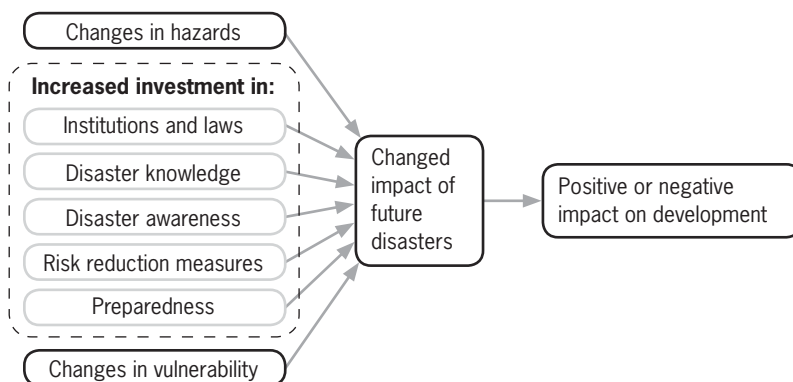 Changes in hazards
Increased investment in:
Institutions and laws
Disaster knowledge
Disaster awareness
Risk reduction measures
Preparedness
Changes in vulnerability
Changed
impact of
future
disasters
Positive or negative
impact on development